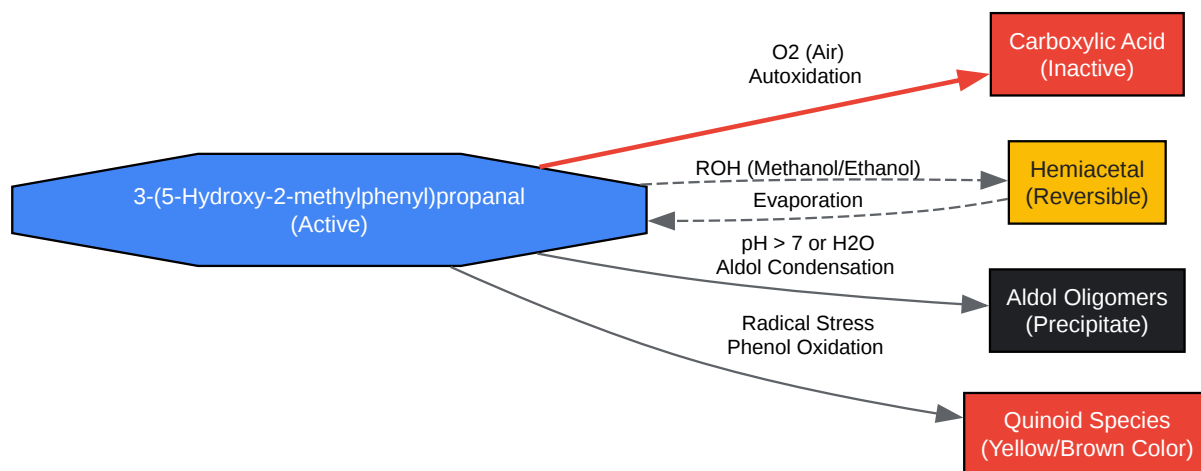 O2 (Air)
Autoxidation
Carboxylic Acid
(Inactive)
3-(5-Hydroxy-2-methylphenyl)propanal
(Active)
ROH (Methanol/Ethanol)
Evaporation
Hemiacetal
(Reversible)
pH > 7 or H2O
Aldol Condensation
Aldol Oligomers
(Precipitate)
Radical Stress
Phenol Oxidation
Quinoid Species
(Yellow/Brown Color)